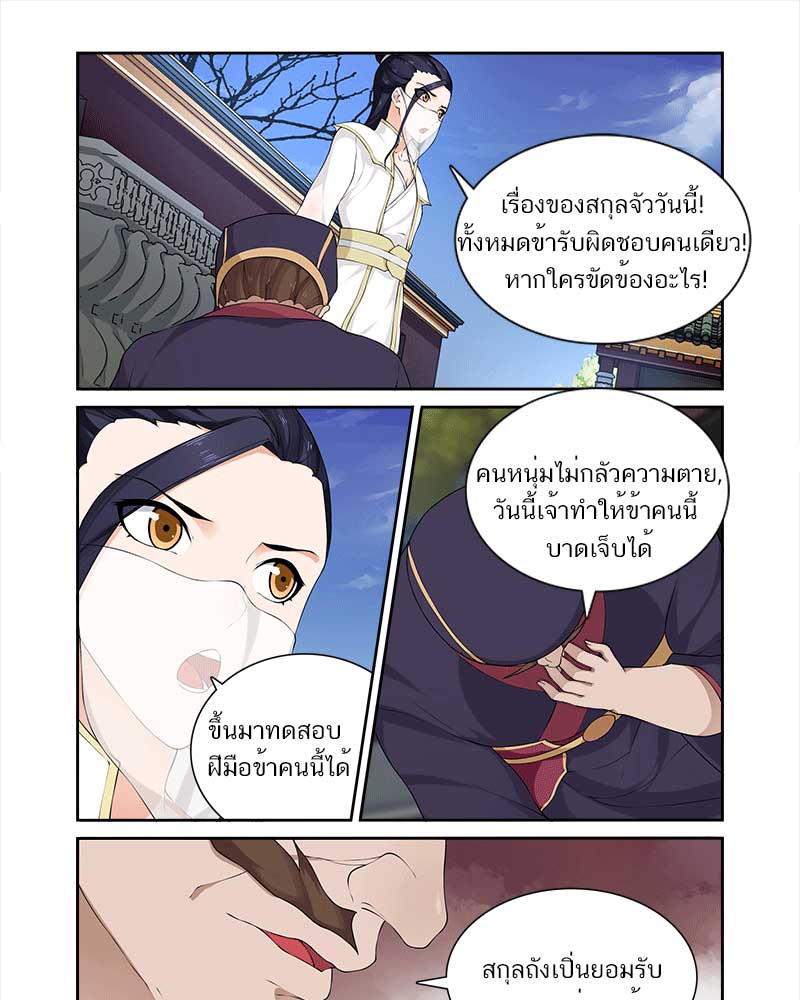 เรื่องของสกุลจัววันนี้!
ทั้งหมดข้ารับผิดชอบคนเดียว!
หากใครขัดข้องอะไร!
ขึ้นมาทดสอบ
ฝีมือข้าคนนี้ได้
คนหนุ่มไม่กลัวความตาย,
วันนี้เจ้าทำให้ข้าคนนี้
บาดเจ็บได้
สกุลถังเปิ่นยอมรับ